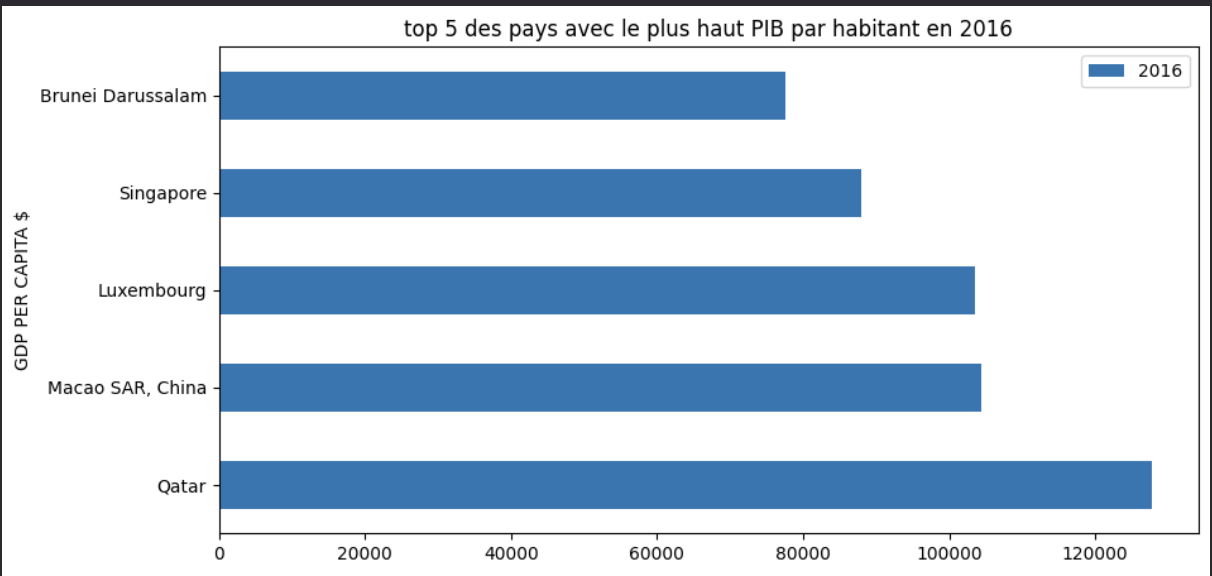 top 5 des pays avec le plus haut PIB par habitant en 2016
2016
GDP PER CAPITA $
Brunei Darussalam
Singapore
Luxembourg
Macao SAR, China
Qatar
0 20000 40000 60000 80000 100000 120000